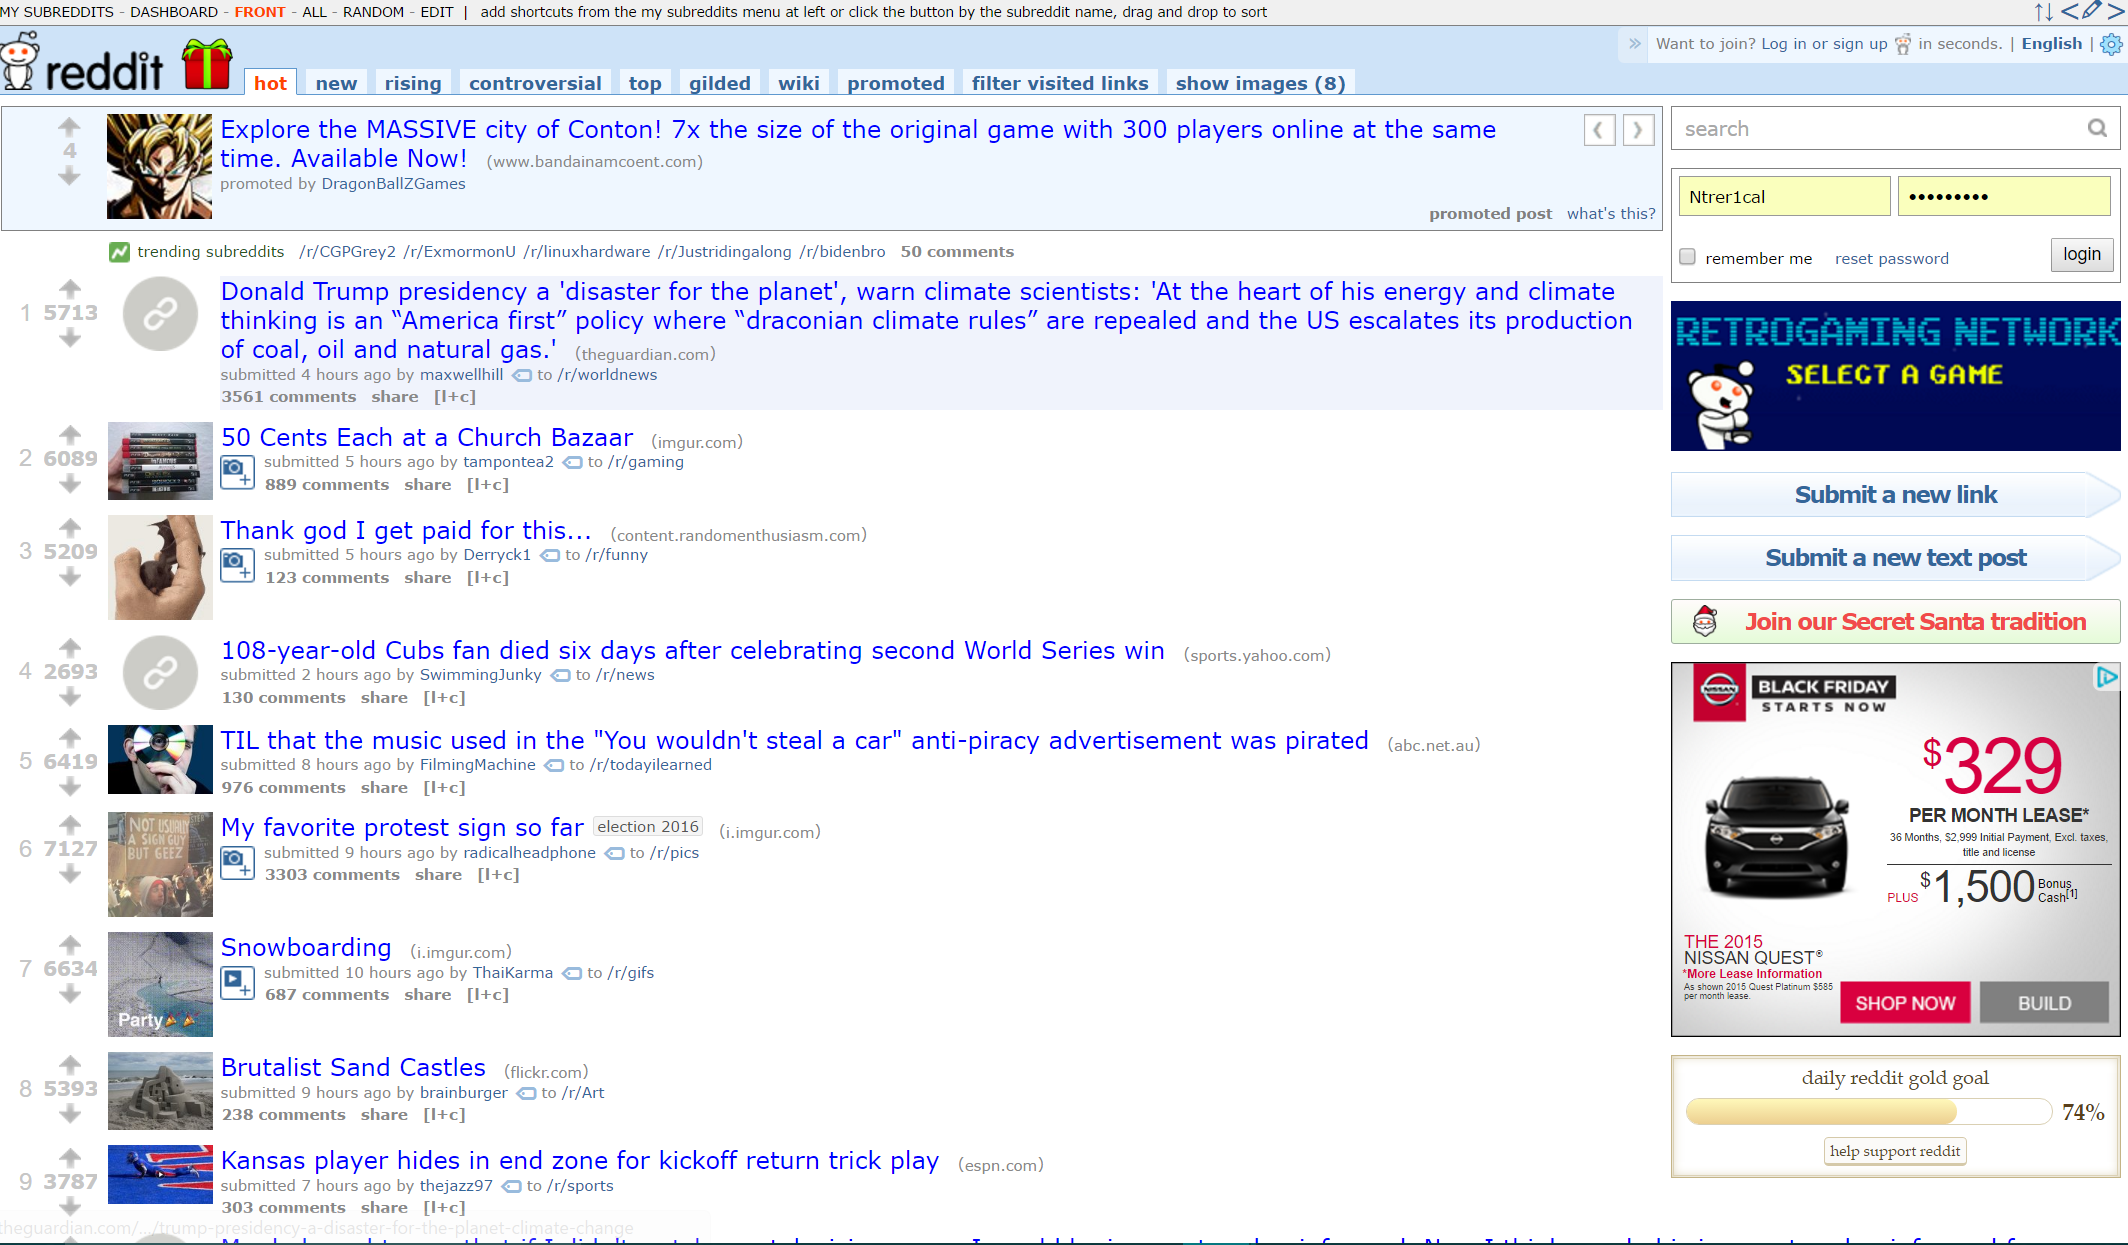 MY SUBREDDITS - DASHBOARD - FRONT - ALL - RANDOM - EDIT | add shortcuts from the my subreddits menu at left or click the button by the subreddit name, drag and drop to sort
reddit
hot new rising controversial top gilded wiki promoted filter visited links show images (8)
» Want to join? Log in or sign up in seconds. | English |
4
Explore the MASSIVE city of Conton! 7x the size of the original game with 300 players online at the same
time. Available Now! (www.bandainamcoent.com)
promoted by DragonBallZGames
promoted post what's this?
trending subreddits /r/CGPGrey2 /r/ExmormonU /r/linuxhardware /r/Justridingalong /r/bidenbro 50 comments
1 5713
Donald Trump presidency a 'disaster for the planet', warn climate scientists: 'At the heart of his energy and climate
thinking is an “America first” policy where “draconian climate rules” are repealed and the US escalates its production
of coal, oil and natural gas.' (theguardian.com)
submitted 4 hours ago by maxwellhill to /r/worldnews
3561 comments share [l+c]
2 6089
50 Cents Each at a Church Bazaar (imgur.com)
submitted 5 hours ago by tampontea2 to /r/gaming
889 comments share [l+c]
3 5209
Thank god I get paid for this... (content.randomenthusiasm.com)
submitted 5 hours ago by Derryck1 to /r/funny
123 comments share [l+c]
4 2693
108-year-old Cubs fan died six days after celebrating second World Series win (sports.yahoo.com)
submitted 2 hours ago by SwimmingJunky to /r/news
130 comments share [l+c]
5 6419
TIL that the music used in the "You wouldn't steal a car" anti-piracy advertisement was pirated (abc.net.au)
submitted 8 hours ago by FilmingMachine to /r/todayilearned
976 comments share [l+c]
6 7127
NOT USUALLY
A SIGN GUY
BUT GEEZ
My favorite protest sign so far election 2016 (i.imgur.com)
submitted 9 hours ago by radicalheadphone to /r/pics
3303 comments share [l+c]
7 6634
Party
Snowboarding (i.imgur.com)
submitted 10 hours ago by ThaiKarma to /r/gifs
687 comments share [l+c]
8 5393
Brutalist Sand Castles (flickr.com)
submitted 9 hours ago by brainburger to /r/Art
238 comments share [l+c]
9 3787
Kansas player hides in end zone for kickoff return trick play (espn.com)
submitted 7 hours ago by thejazz97 to /r/sports
303 comments share [l+c]
theguardian.com/.../trump-presidency-a-disaster-for-the-planet-climate-change
search
Ntrer1cal •••••••••
remember me reset password login
RETROGAMING NETWORK
SELECT A GAME
Submit a new link
Submit a new text post
Join our Secret Santa tradition
NISSAN
BLACK FRIDAY
STARTS NOW
$329
PER MONTH LEASE*
36 Months, $2,999 Initial Payment, Excl. taxes,
title and license
PLUS $1,500 Bonus
Cash[1]
THE 2015
NISSAN QUEST®
*More Lease Information
As shown 2015 Quest Platinum $585
per month lease.
SHOP NOW BUILD
daily reddit gold goal
74%
help support reddit